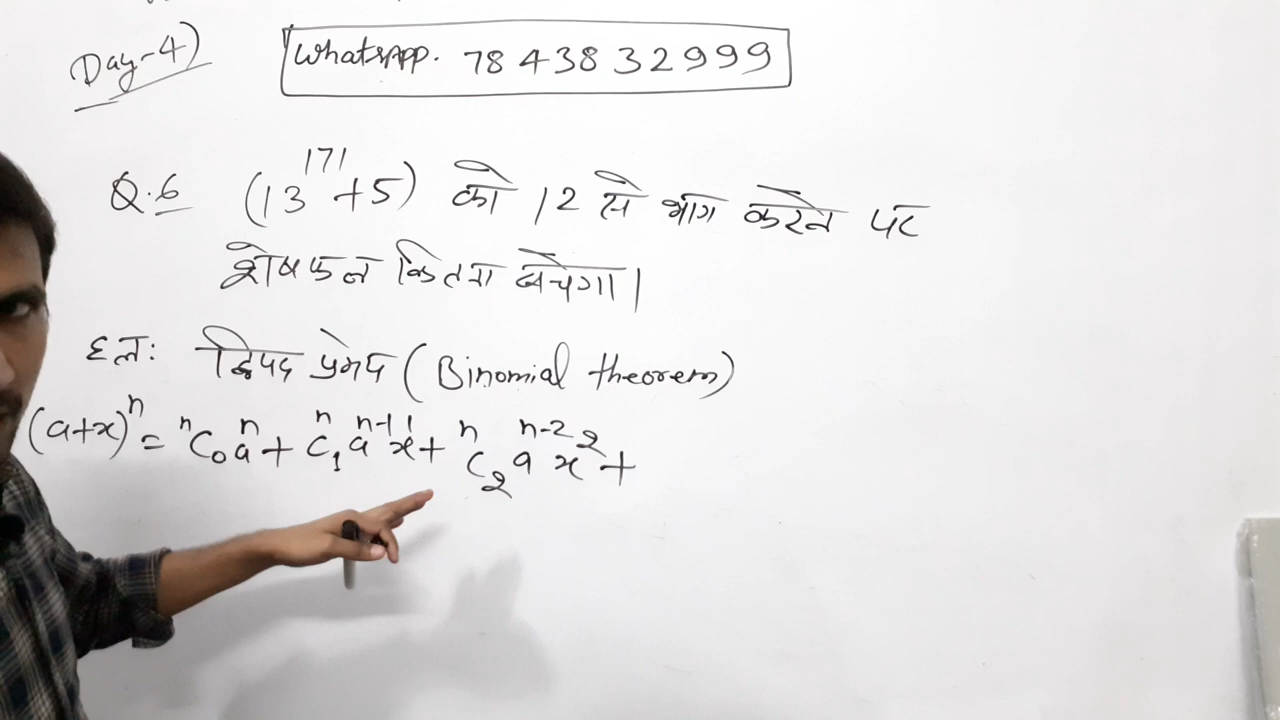 Day-4)
WhatsApp. 7843832999
Q.6 (13¹⁷¹+5) को 12 से भाग करने पर
शेषफल कितना बचेगा।
हलः द्विपद प्रमेय (Binomial theorem)
(a+x)ⁿ = ⁿC₀aⁿ + ⁿC₁aⁿ⁻¹x¹ + ⁿC₂aⁿ⁻²x² +